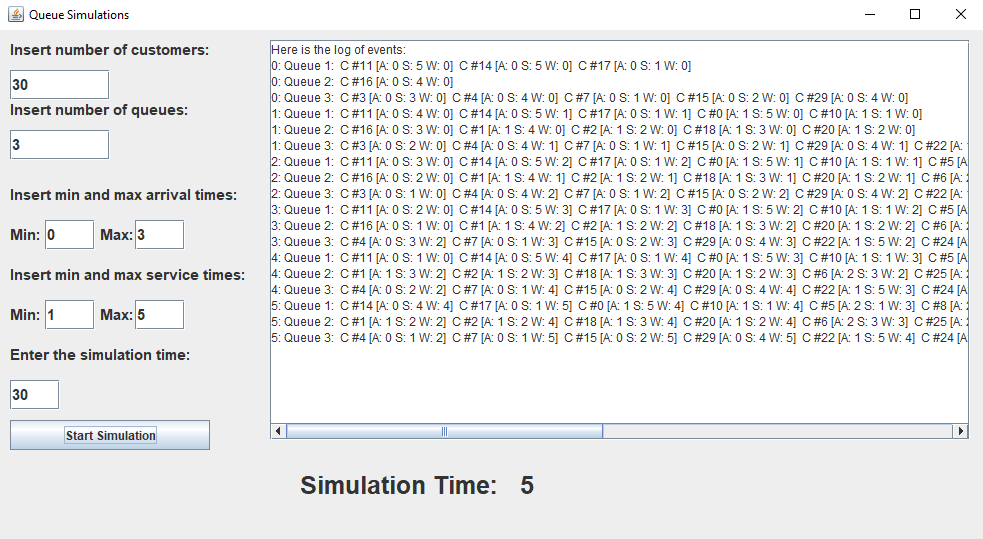 Queue Simulations
Insert number of customers:
30
Insert number of queues:
3
Insert min and max arrival times:
Min: 0 Max: 3
Insert min and max service times:
Min: 1 Max: 5
Enter the simulation time:
30
Start Simulation
Here is the log of events:
0: Queue 1: C #11 [A: 0 S: 5 W: 0] C #14 [A: 0 S: 5 W: 0] C #17 [A: 0 S: 1 W: 0]
0: Queue 2: C #16 [A: 0 S: 4 W: 0]
0: Queue 3: C #3 [A: 0 S: 3 W: 0] C #4 [A: 0 S: 4 W: 0] C #7 [A: 0 S: 1 W: 0] C #15 [A: 0 S: 2 W: 0] C #29 [A: 0 S: 4 W: 0]
1: Queue 1: C #11 [A: 0 S: 4 W: 0] C #14 [A: 0 S: 5 W: 1] C #17 [A: 0 S: 1 W: 1] C #0 [A: 1 S: 5 W: 0] C #10 [A: 1 S: 1 W: 0]
1: Queue 2: C #16 [A: 0 S: 3 W: 0] C #1 [A: 1 S: 4 W: 0] C #2 [A: 1 S: 2 W: 0] C #18 [A: 1 S: 3 W: 0] C #20 [A: 1 S: 2 W: 0]
1: Queue 3: C #3 [A: 0 S: 2 W: 0] C #4 [A: 0 S: 4 W: 1] C #7 [A: 0 S: 1 W: 1] C #15 [A: 0 S: 2 W: 1] C #29 [A: 0 S: 4 W: 1] C #22 [A:
2: Queue 1: C #11 [A: 0 S: 3 W: 0] C #14 [A: 0 S: 5 W: 2] C #17 [A: 0 S: 1 W: 2] C #0 [A: 1 S: 5 W: 1] C #10 [A: 1 S: 1 W: 1] C #5 [A
2: Queue 2: C #16 [A: 0 S: 2 W: 0] C #1 [A: 1 S: 4 W: 1] C #2 [A: 1 S: 2 W: 1] C #18 [A: 1 S: 3 W: 1] C #20 [A: 1 S: 2 W: 1] C #6 [A:
2: Queue 3: C #3 [A: 0 S: 1 W: 0] C #4 [A: 0 S: 4 W: 2] C #7 [A: 0 S: 1 W: 2] C #15 [A: 0 S: 2 W: 2] C #29 [A: 0 S: 4 W: 2] C #22 [A:
3: Queue 1: C #11 [A: 0 S: 2 W: 0] C #14 [A: 0 S: 5 W: 3] C #17 [A: 0 S: 1 W: 3] C #0 [A: 1 S: 5 W: 2] C #10 [A: 1 S: 1 W: 2] C #5 [A
3: Queue 2: C #16 [A: 0 S: 1 W: 0] C #1 [A: 1 S: 4 W: 2] C #2 [A: 1 S: 2 W: 2] C #18 [A: 1 S: 3 W: 2] C #20 [A: 1 S: 2 W: 2] C #6 [A:
3: Queue 3: C #4 [A: 0 S: 3 W: 2] C #7 [A: 0 S: 1 W: 3] C #15 [A: 0 S: 2 W: 3] C #29 [A: 0 S: 4 W: 3] C #22 [A: 1 S: 5 W: 2] C #24 [A:
4: Queue 1: C #11 [A: 0 S: 1 W: 0] C #14 [A: 0 S: 5 W: 4] C #17 [A: 0 S: 1 W: 4] C #0 [A: 1 S: 5 W: 3] C #10 [A: 1 S: 1 W: 3] C #5 [A
4: Queue 2: C #1 [A: 1 S: 3 W: 2] C #2 [A: 1 S: 2 W: 3] C #18 [A: 1 S: 3 W: 3] C #20 [A: 1 S: 2 W: 3] C #6 [A: 2 S: 3 W: 2] C #25 [A:
4: Queue 3: C #4 [A: 0 S: 2 W: 2] C #7 [A: 0 S: 1 W: 4] C #15 [A: 0 S: 2 W: 4] C #29 [A: 0 S: 4 W: 4] C #22 [A: 1 S: 5 W: 3] C #24 [A:
5: Queue 1: C #14 [A: 0 S: 4 W: 4] C #17 [A: 0 S: 1 W: 5] C #0 [A: 1 S: 5 W: 4] C #10 [A: 1 S: 1 W: 4] C #5 [A: 2 S: 1 W: 3] C #8 [A:
5: Queue 2: C #1 [A: 1 S: 2 W: 2] C #2 [A: 1 S: 2 W: 4] C #18 [A: 1 S: 3 W: 4] C #20 [A: 1 S: 2 W: 4] C #6 [A: 2 S: 3 W: 3] C #25 [A:
5: Queue 3: C #4 [A: 0 S: 1 W: 2] C #7 [A: 0 S: 1 W: 5] C #15 [A: 0 S: 2 W: 5] C #29 [A: 0 S: 4 W: 5] C #22 [A: 1 S: 5 W: 4] C #24 [A:
Simulation Time: 5